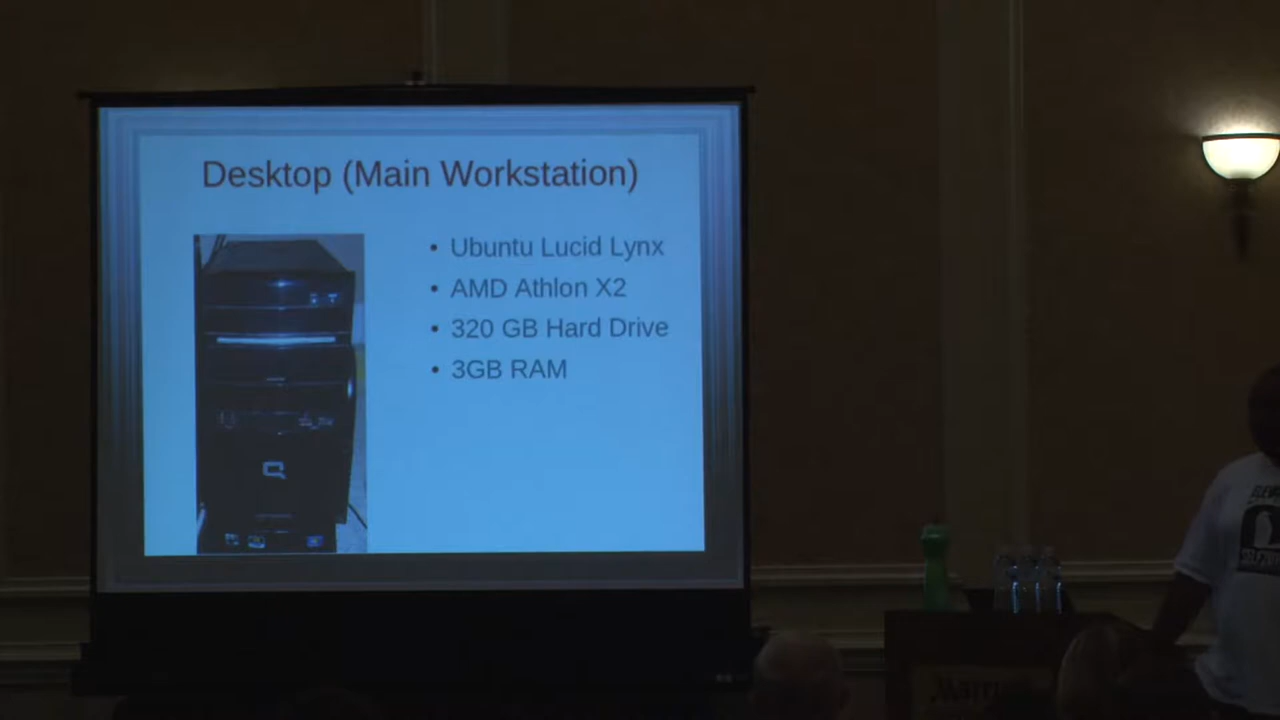 Desktop (Main Workstation)
• Ubuntu Lucid Lynx
• AMD Athlon X2
• 320 GB Hard Drive
• 3GB RAM